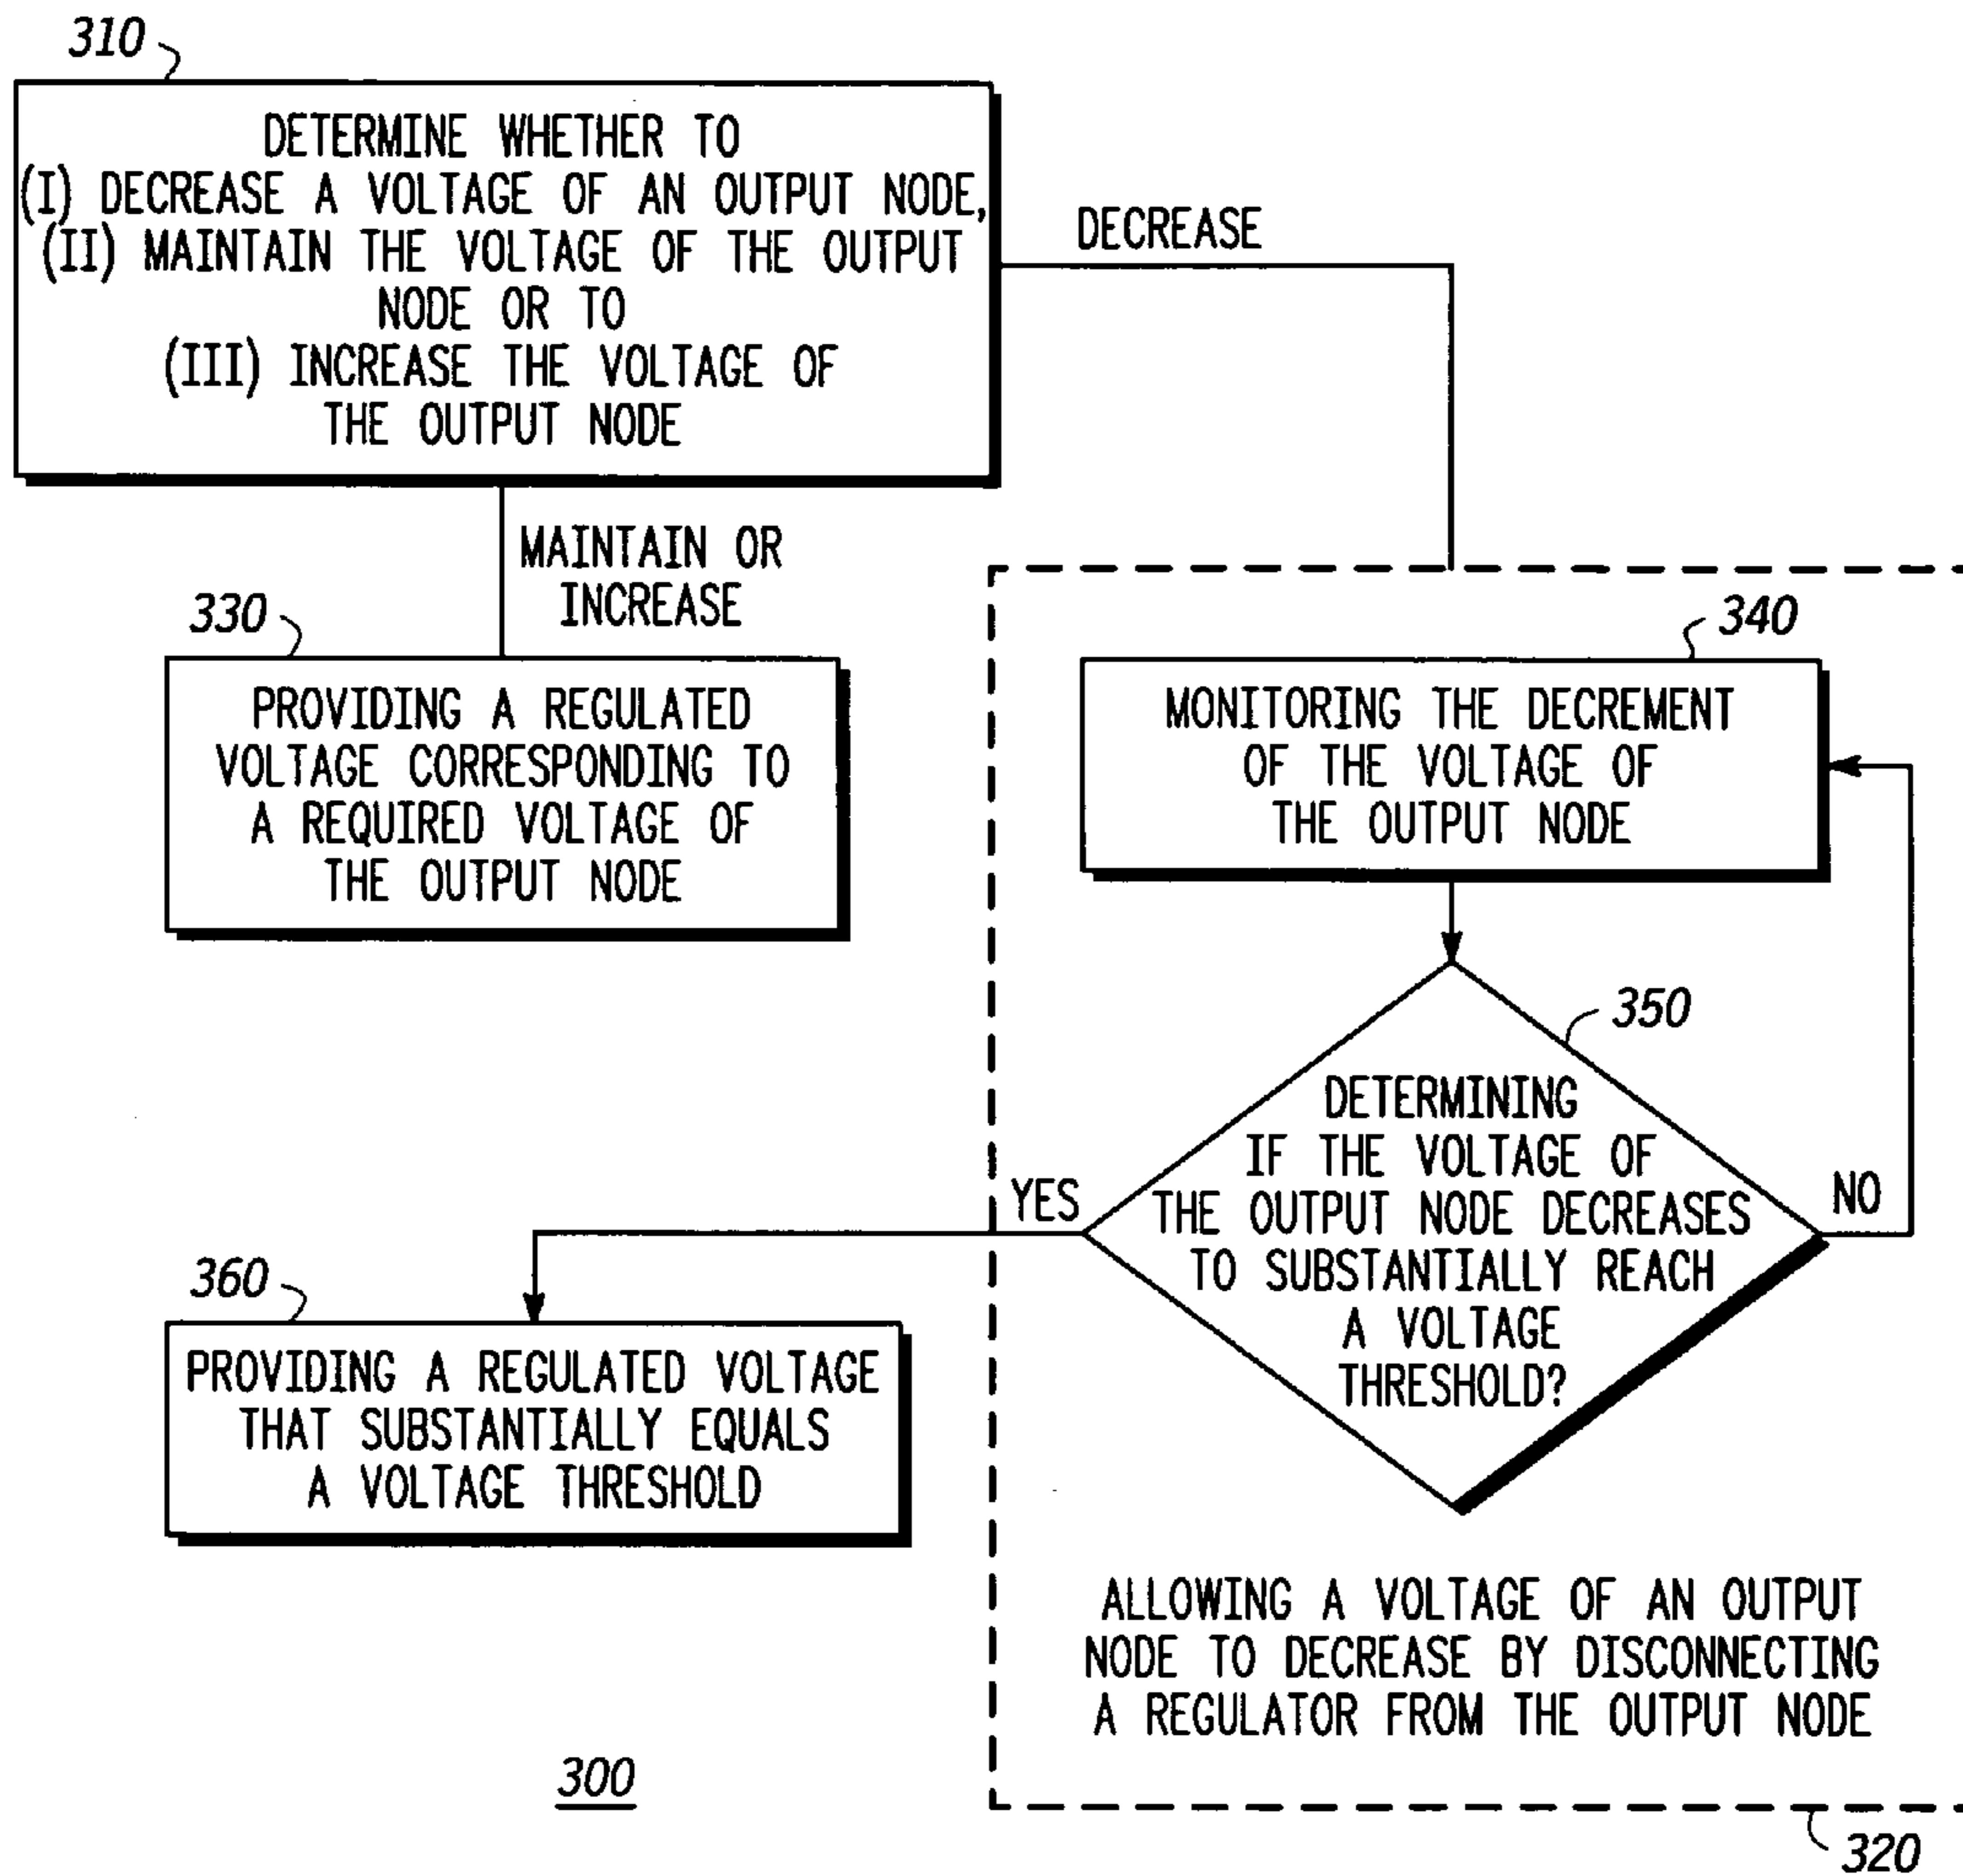 310
DETERMINE WHETHER TO
(I) DECREASE A VOLTAGE OF AN OUTPUT NODE,
(II) MAINTAIN THE VOLTAGE OF THE OUTPUT
NODE OR TO
(III) INCREASE THE VOLTAGE OF
THE OUTPUT NODE
DECREASE
MAINTAIN OR
INCREASE
330
PROVIDING A REGULATED
VOLTAGE CORRESPONDING TO
A REQUIRED VOLTAGE OF
THE OUTPUT NODE
340
MONITORING THE DECREMENT
OF THE VOLTAGE OF
THE OUTPUT NODE
350
DETERMINING
IF THE VOLTAGE OF
THE OUTPUT NODE DECREASES
TO SUBSTANTIALLY REACH
A VOLTAGE
THRESHOLD?
YES
NO
360
PROVIDING A REGULATED VOLTAGE
THAT SUBSTANTIALLY EQUALS
A VOLTAGE THRESHOLD
ALLOWING A VOLTAGE OF AN OUTPUT
NODE TO DECREASE BY DISCONNECTING
A REGULATOR FROM THE OUTPUT NODE
300
320